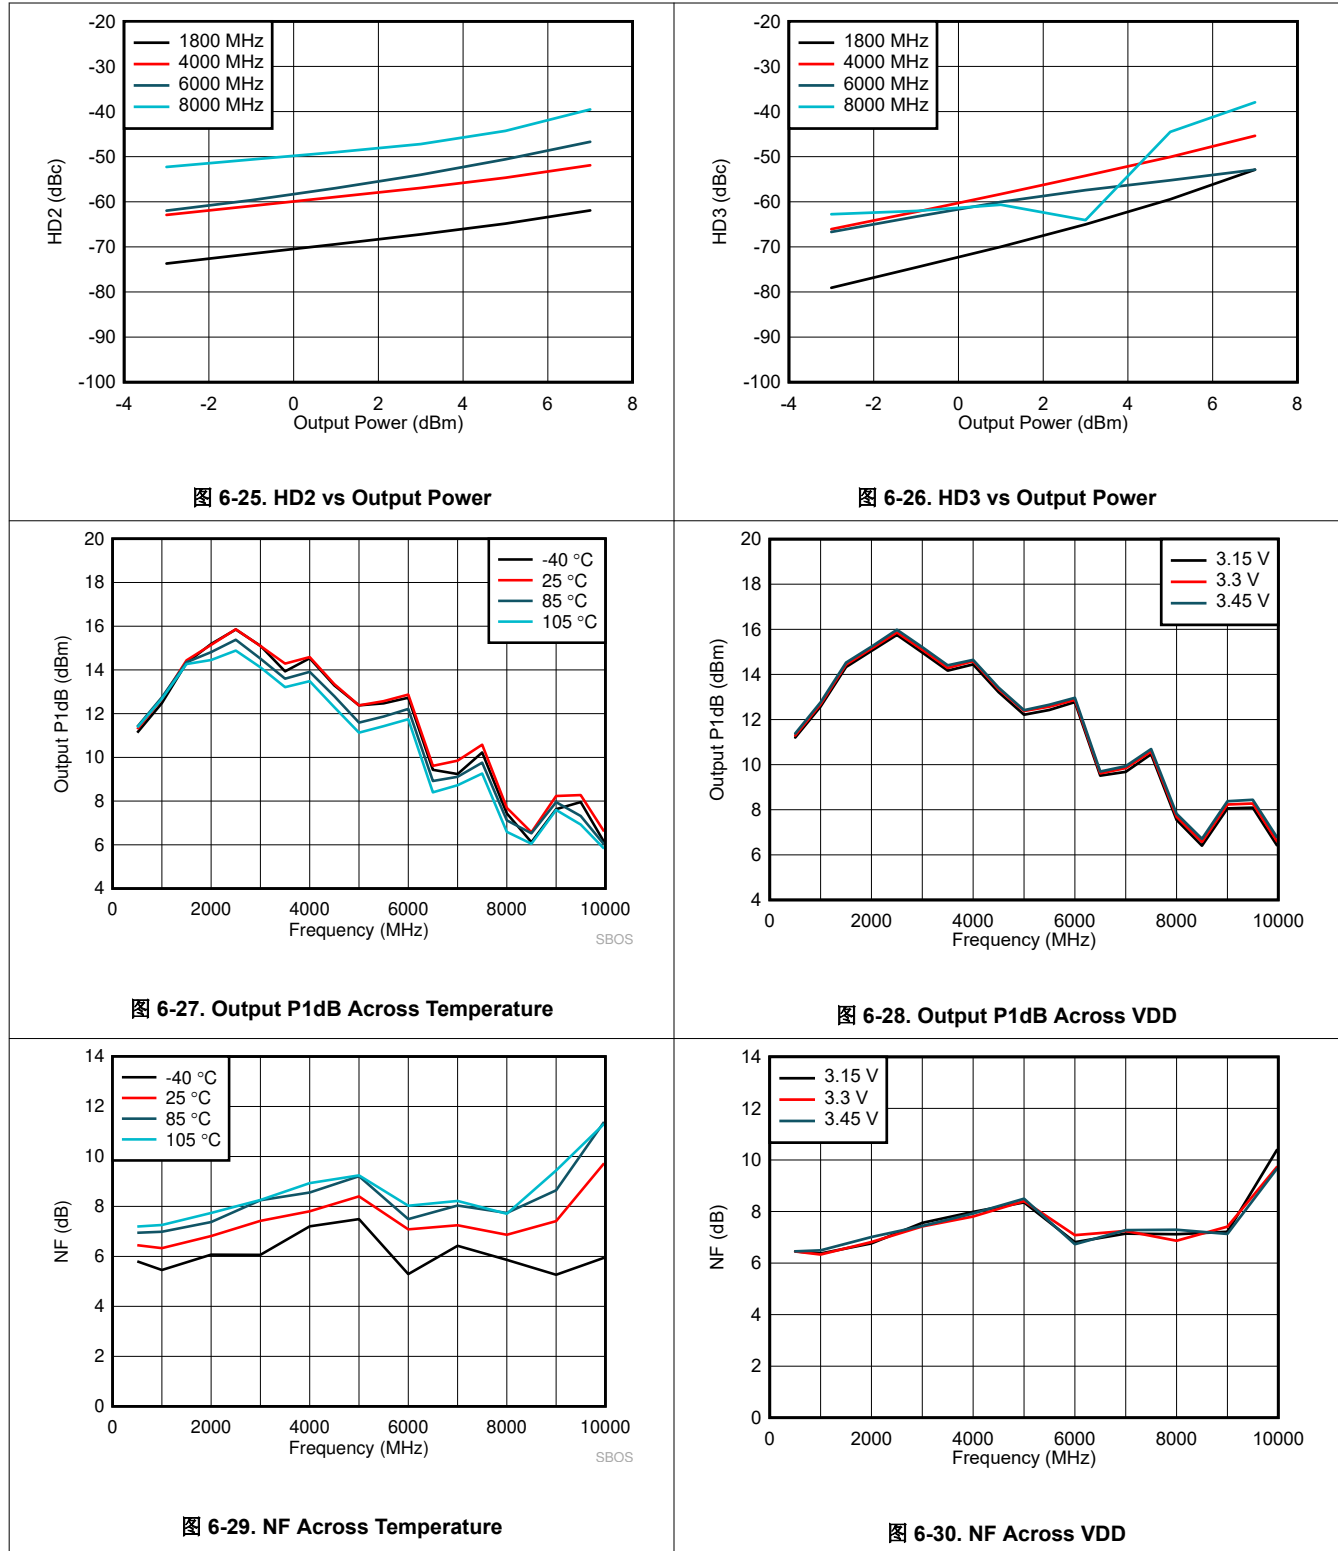 -20
-30
-40
-50
-60
-70
-80
-90
-100
HD2 (dBc)
1800 MHz
4000 MHz
6000 MHz
8000 MHz
-4 -2 0 2 4 6 8
Output Power (dBm)
图 6-25. HD2 vs Output Power
-20
-30
-40
-50
-60
-70
-80
-90
-100
HD3 (dBc)
1800 MHz
4000 MHz
6000 MHz
8000 MHz
-4 -2 0 2 4 6 8
Output Power (dBm)
图 6-26. HD3 vs Output Power
20
18
16
14
12
10
8
6
4
Output P1dB (dBm)
-40 °C
25 °C
85 °C
105 °C
0 2000 4000 6000 8000 10000
Frequency (MHz)
SBOS
图 6-27. Output P1dB Across Temperature
20
18
16
14
12
10
8
6
4
Output P1dB (dBm)
3.15 V
3.3 V
3.45 V
0 2000 4000 6000 8000 10000
Frequency (MHz)
图 6-28. Output P1dB Across VDD
14
12
10
8
6
4
2
0
NF (dB)
-40 °C
25 °C
85 °C
105 °C
0 2000 4000 6000 8000 10000
Frequency (MHz)
SBOS
图 6-29. NF Across Temperature
14
12
10
8
6
4
2
0
NF (dB)
3.15 V
3.3 V
3.45 V
0 2000 4000 6000 8000 10000
Frequency (MHz)
图 6-30. NF Across VDD